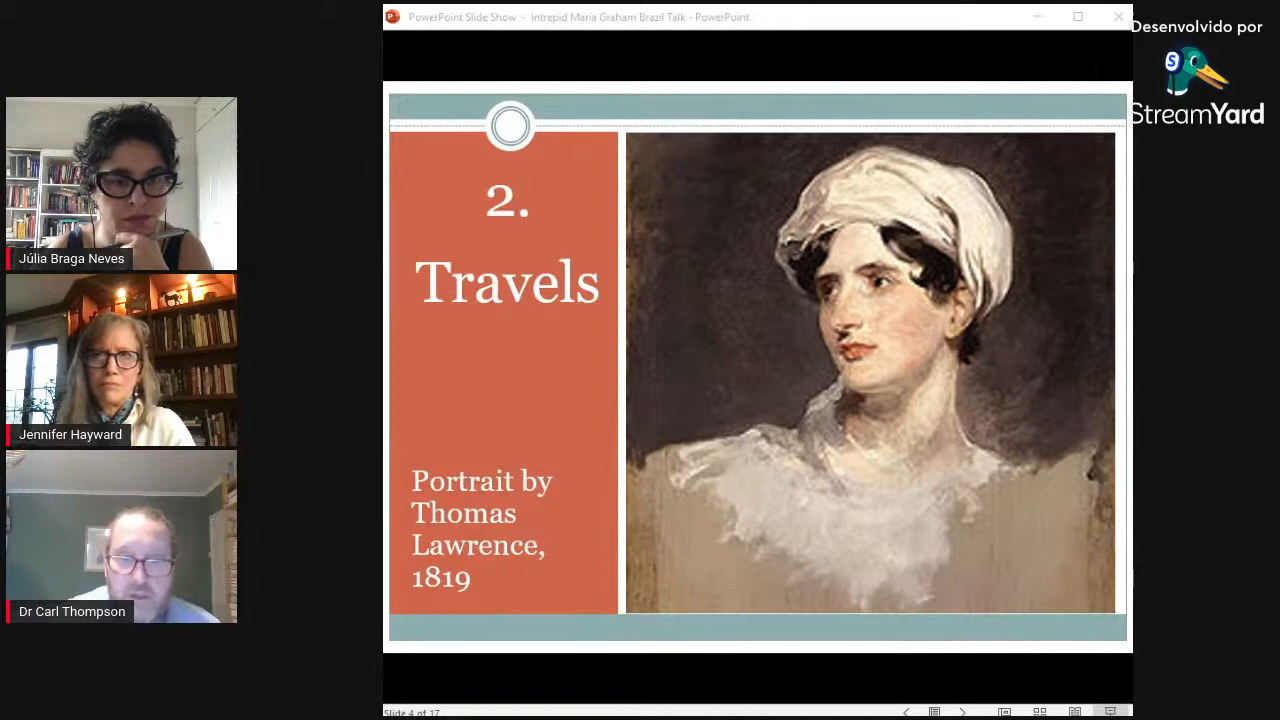 PowerPoint Slide Show - Intrepid Maria Graham Brazil Talk - PowerPoint
Desenvolvido por
StreamYard
2.
Travels
Portrait by
Thomas
Lawrence,
1819
Júlia Braga Neves
Jennifer Hayward
Dr Carl Thompson
Slide 4 of 17